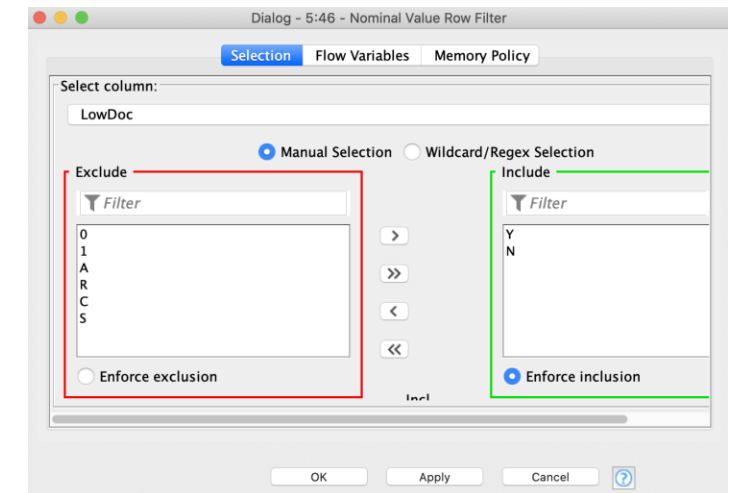 Dialog - 5:46 - Nominal Value Row Filter
Selection Flow Variables Memory Policy
Select column:
LowDoc
Manual Selection Wildcard/Regex Selection
Exclude
Filter
0
1
A
R
C
S
Enforce exclusion
>
>>
<
<<
Include
Filter
Y
N
Enforce inclusion
Incl
OK Apply Cancel ?